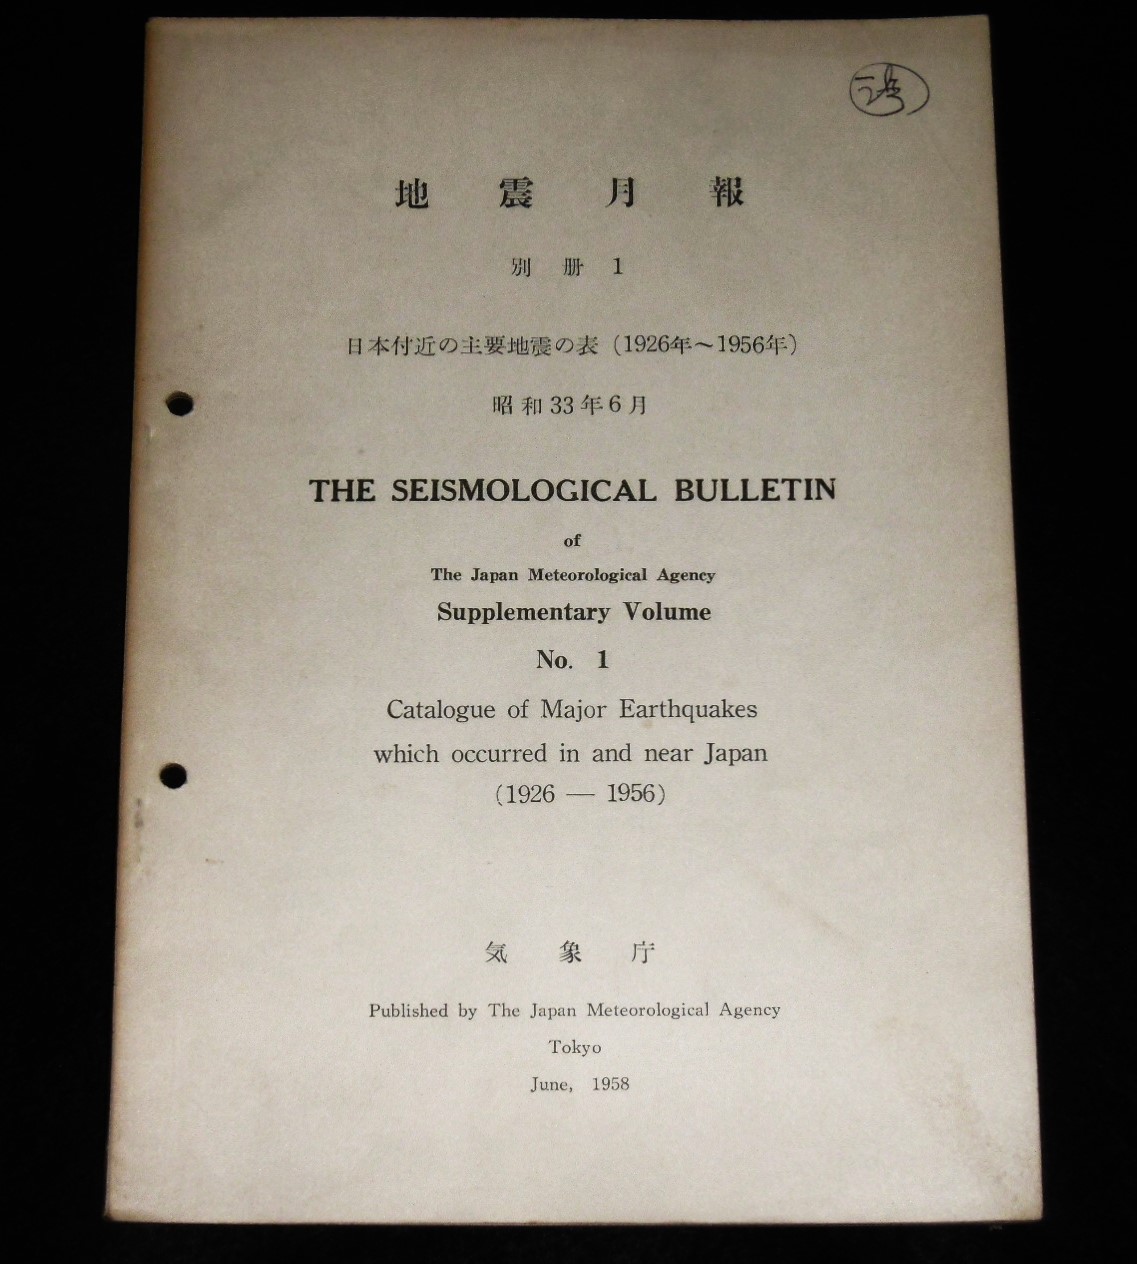 地震月報
別冊 1
日本付近の主要地震の表 (1926年～1956年)
昭和33年6月
THE SEISMOLOGICAL BULLETIN
of
The Japan Meteorological Agency
Supplementary Volume
No. 1
Catalogue of Major Earthquakes
which occurred in and near Japan
(1926 — 1956)
気象庁
Published by The Japan Meteorological Agency
Tokyo
June, 1958